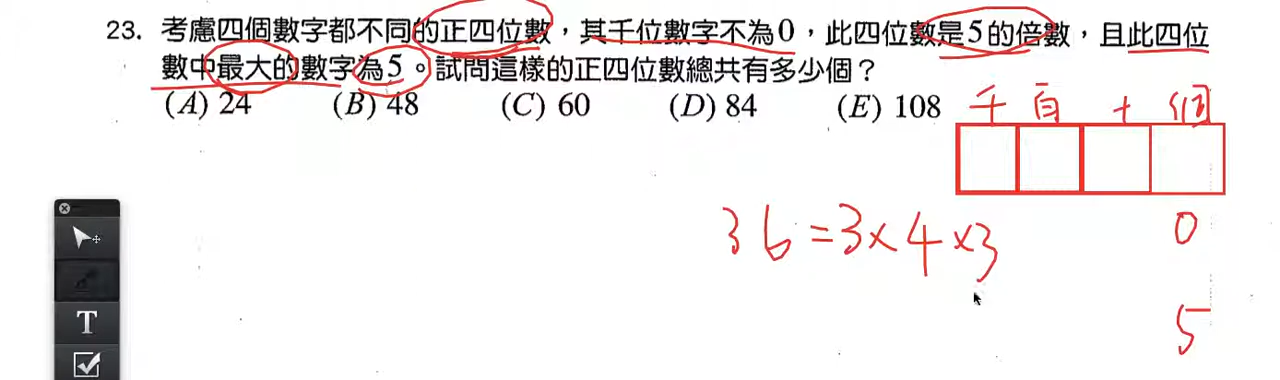 23. 考慮四個數字都不同的正四位數，其千位數字不為0，此四位數是5的倍數，且此四位
數中最大的數字為5。試問這樣的正四位數總共有多少個？
(A) 24 (B) 48 (C) 60 (D) 84 (E) 108
千 百 十 個
36=3×4×3
0
5
T